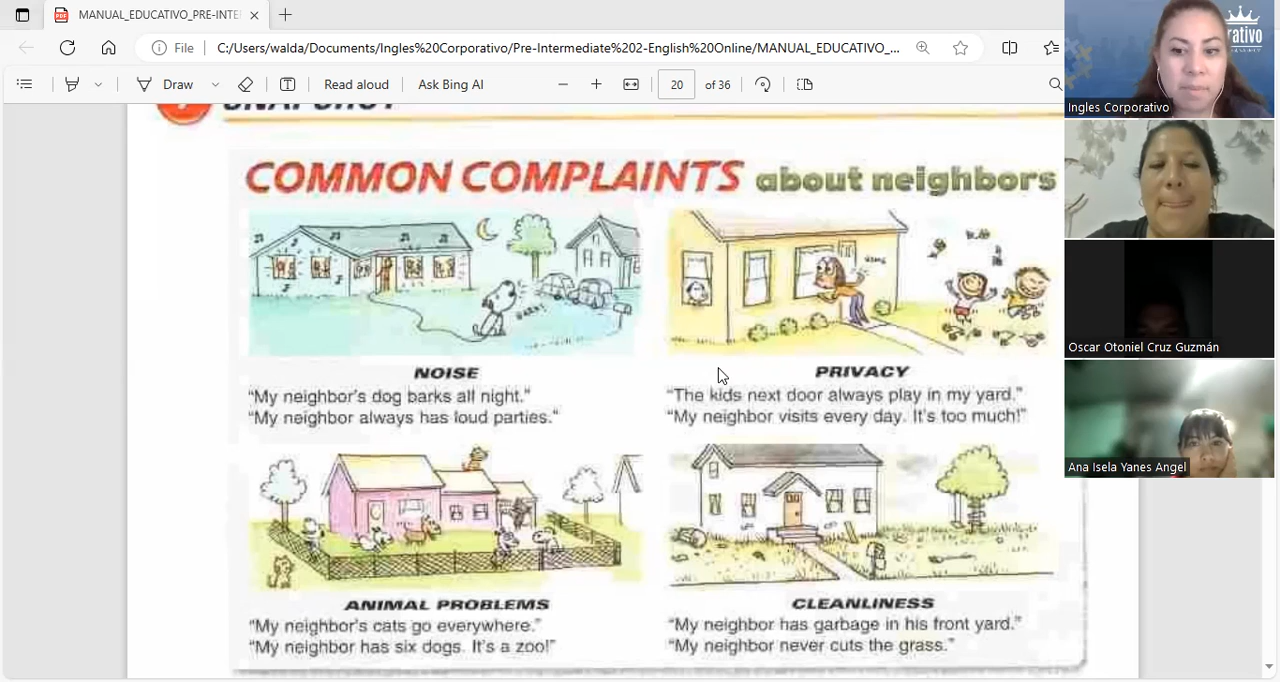 MANUAL_EDUCATIVO_PRE-INTE
File
C:/Users/walda/Documents/Ingles%20Corporativo/Pre-Intermediate%202-English%20Online/MANUAL_EDUCATIVO_...
Draw
Read aloud
Ask Bing AI
20
of 36
rativo
Ingles Corporativo
Oscar Otoniel Cruz Guzmán
Ana Isela Yanes Angel
SNAPSHOT
COMMON COMPLAINTS about neighbors
BARK!
NOISE
"My neighbor's dog barks all night."
"My neighbor always has loud parties."
PRIVACY
"The kids next door always play in my yard."
"My neighbor visits every day. It's too much!"
ANIMAL PROBLEMS
"My neighbor's cats go everywhere."
"My neighbor has six dogs. It's a zoo!"
CLEANLINESS
"My neighbor has garbage in his front yard."
"My neighbor never cuts the grass."